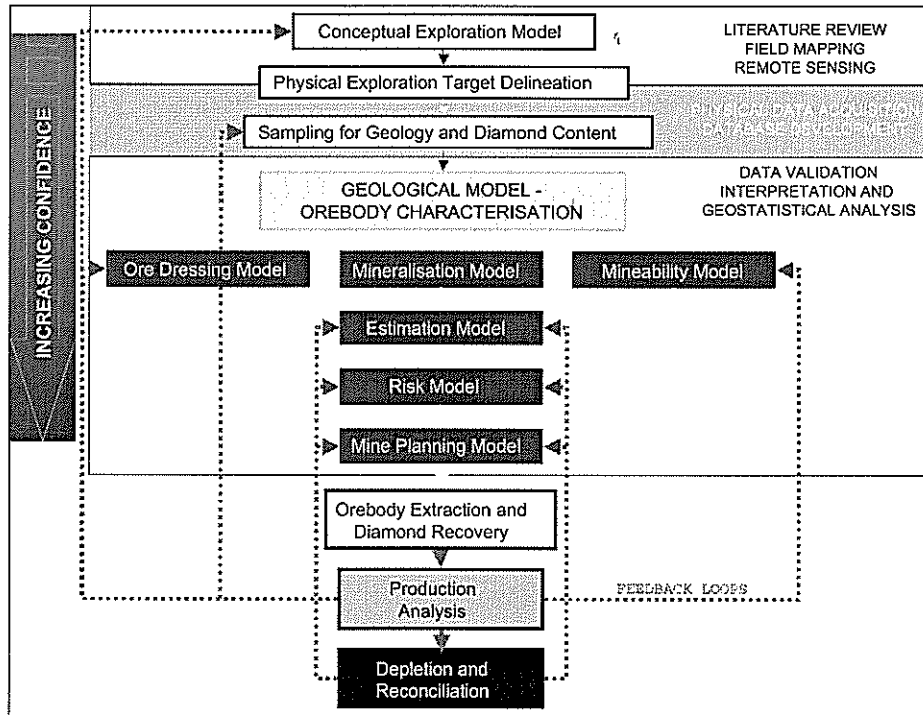 Conceptual Exploration Model
LITERATURE REVIEW
FIELD MAPPING
REMOTE SENSING
Physical Exploration Target Delineation
DATABASE DEVELOPMENT
Sampling for Geology and Diamond Content
DATA VALIDATION
INTERPRETATION AND
GEOSTATISTICAL ANALYSIS
GEOLOGICAL MODEL -
OREBODY CHARACTERISATION
INCREASING CONFIDENCE
Ore Dressing Model
Mineralisation Model
Mineability Model
Estimation Model
Risk Model
Mine Planning Model
Orebody Extraction and
Diamond Recovery
Production
Analysis
FEEDBACK LOOPS
Depletion and
Reconciliation